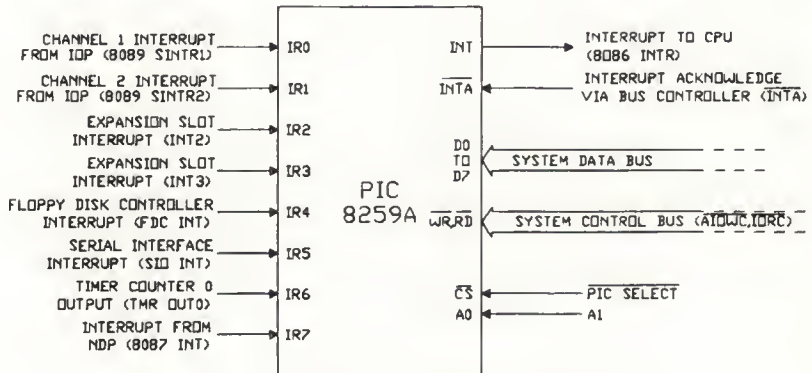 CHANNEL 1 INTERRUPT
FROM IOP (8089 SINTR1)
IR0
CHANNEL 2 INTERRUPT
FROM IOP (8089 SINTR2)
IR1
EXPANSION SLOT
INTERRUPT (INT2)
IR2
EXPANSION SLOT
INTERRUPT (INT3)
IR3
FLOPPY DISK CONTROLLER
INTERRUPT (FDC INT)
IR4
SERIAL INTERFACE
INTERRUPT (SIO INT)
IR5
TIMER COUNTER 0
OUTPUT (TMR OUT0)
IR6
INTERRUPT FROM
NDP (8087 INT)
IR7
PIC
8259A
INT
INTERRUPT TO CPU
(8086 INTR)
INTA
INTERRUPT ACKNOWLEDGE
VIA BUS CONTROLLER (INTA)
D0
TO
D7
SYSTEM DATA BUS
WR,RD
SYSTEM CONTROL BUS (AIOWC,IORC)
CS
PIC SELECT
A0
A1